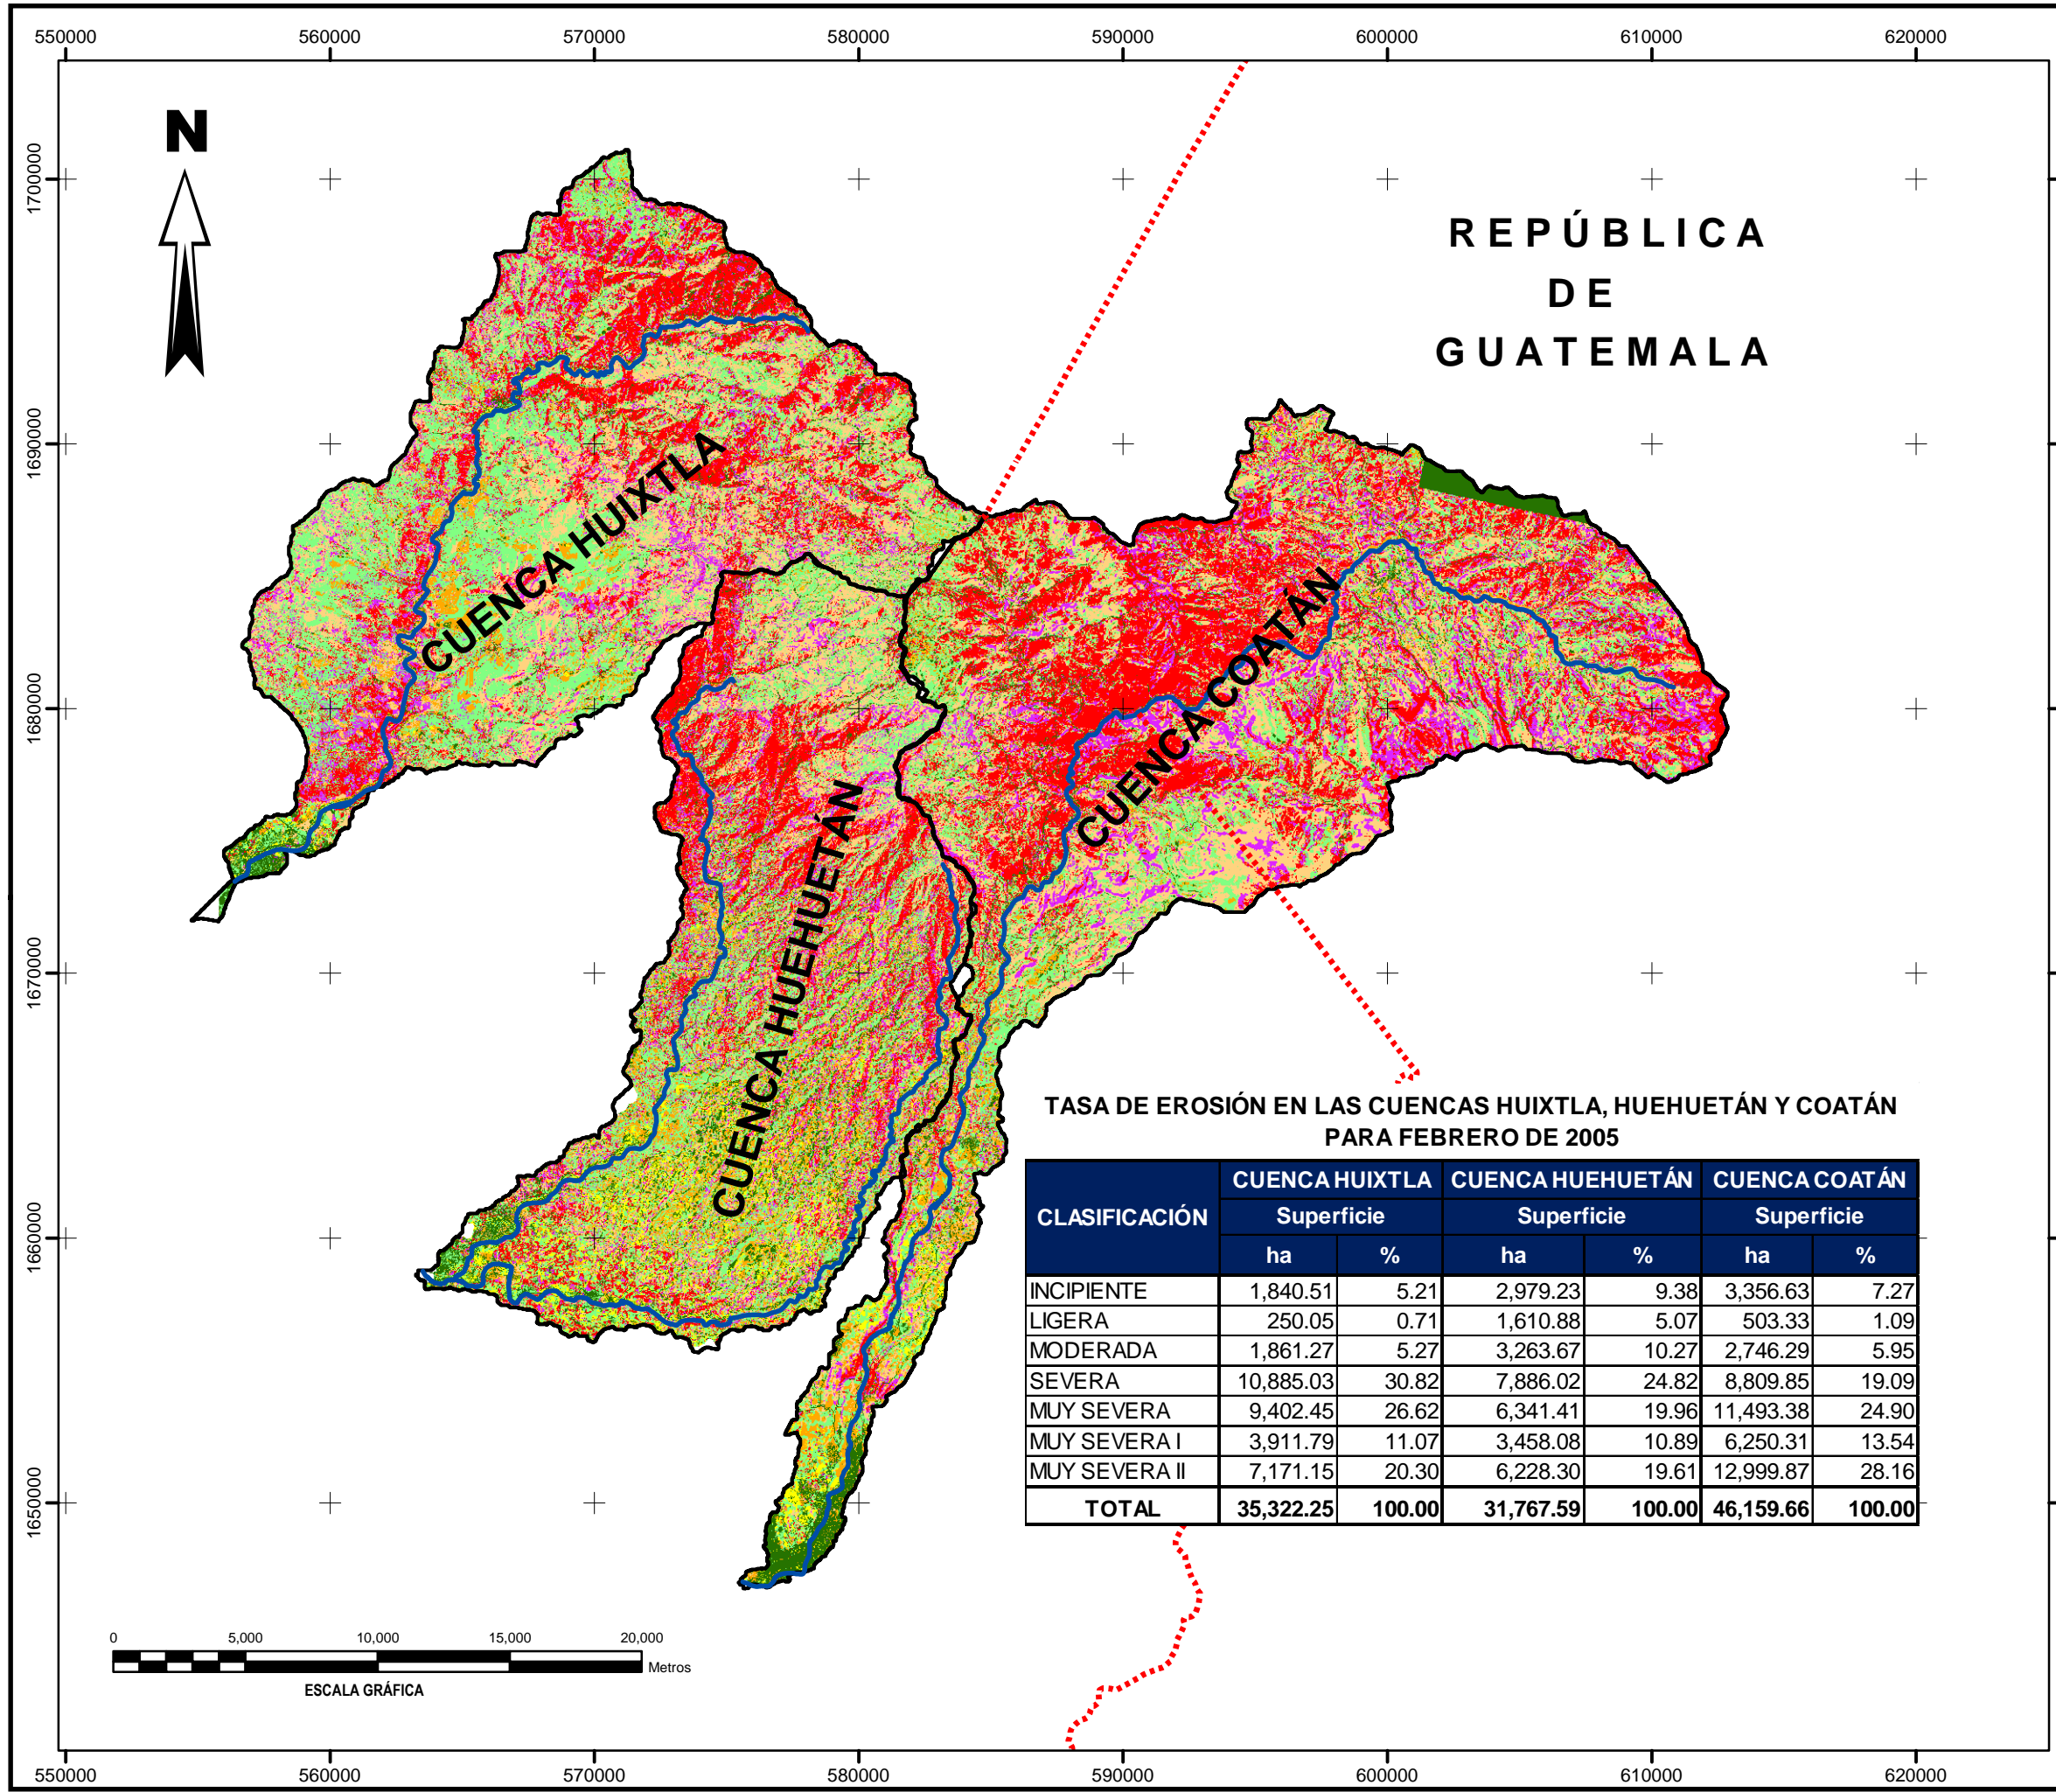 550000 560000 570000 580000 590000 600000 610000 620000
N
1700000
1690000
1680000
1670000
1660000
1650000
REPÚBLICA
DE
GUATEMALA
CUENCA HUIXTLA
CUENCA COATÁN
CUENCA HUEHUETÁN
TASA DE EROSIÓN EN LAS CUENCAS HUIXTLA, HUEHUETÁN Y COATÁN
PARA FEBRERO DE 2005
CLASIFICACIÓN CUENCA HUIXTLA CUENCA HUEHUETÁN CUENCA COATÁN
Superficie Superficie Superficie
ha % ha % ha %
INCIPIENTE 1,840.51 5.21 2,979.23 9.38 3,356.63 7.27
LIGERA 250.05 0.71 1,610.88 5.07 503.33 1.09
MODERADA 1,861.27 5.27 3,263.67 10.27 2,746.29 5.95
SEVERA 10,885.03 30.82 7,886.02 24.82 8,809.85 19.09
MUY SEVERA 9,402.45 26.62 6,341.41 19.96 11,493.38 24.90
MUY SEVERA I 3,911.79 11.07 3,458.08 10.89 6,250.31 13.54
MUY SEVERA II 7,171.15 20.30 6,228.30 19.61 12,999.87 28.16
TOTAL 35,322.25 100.00 31,767.59 100.00 46,159.66 100.00
0 5,000 10,000 15,000 20,000
Metros
ESCALA GRÁFICA
550000 560000 570000 580000 590000 600000 610000 620000